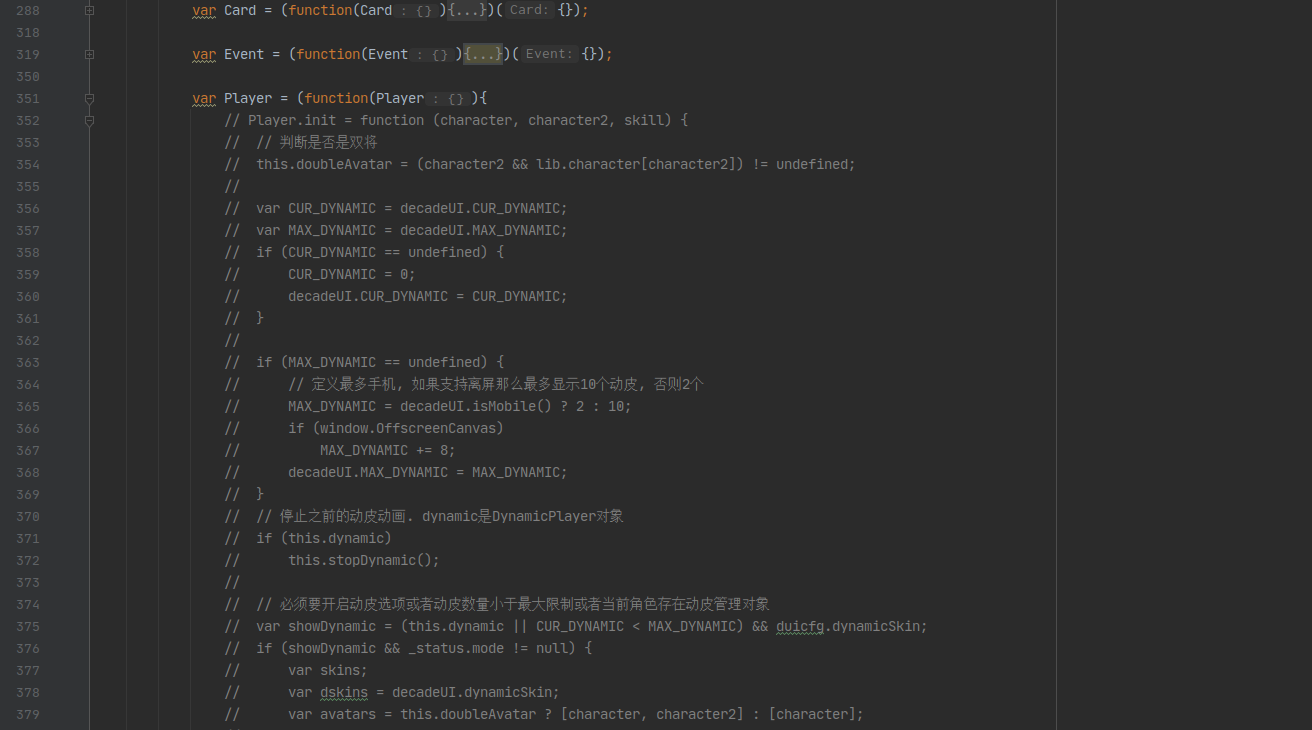 288 var Card = (function(Card : {} ){...})( Card: {});
318
319 var Event = (function(Event : {} ){...})( Event: {});
350
351 var Player = (function(Player : {} ){
352 // Player.init = function (character, character2, skill) {
353 //  // 判断是否是双将
354 //  this.doubleAvatar = (character2 && lib.character[character2]) != undefined;
355 //
356 //  var CUR_DYNAMIC = decadeUI.CUR_DYNAMIC;
357 //  var MAX_DYNAMIC = decadeUI.MAX_DYNAMIC;
358 //  if (CUR_DYNAMIC == undefined) {
359 //      CUR_DYNAMIC = 0;
360 //      decadeUI.CUR_DYNAMIC = CUR_DYNAMIC;
361 //  }
362 //
363 //  if (MAX_DYNAMIC == undefined) {
364 //      // 定义最多手机, 如果支持离屏那么最多显示10个动皮, 否则2个
365 //      MAX_DYNAMIC = decadeUI.isMobile() ? 2 : 10;
366 //      if (window.OffscreenCanvas)
367 //          MAX_DYNAMIC += 8;
368 //      decadeUI.MAX_DYNAMIC = MAX_DYNAMIC;
369 //  }
370 //  // 停止之前的动皮动画. dynamic是DynamicPlayer对象
371 //  if (this.dynamic)
372 //      this.stopDynamic();
373 //
374 //  // 必须要开启动皮选项或者动皮数量小于最大限制或者当前角色存在动皮管理对象
375 //  var showDynamic = (this.dynamic || CUR_DYNAMIC < MAX_DYNAMIC) && duicfg.dynamicSkin;
376 //  if (showDynamic && _status.mode != null) {
377 //      var skins;
378 //      var dskins = decadeUI.dynamicSkin;
379 //      var avatars = this.doubleAvatar ? [character, character2] : [character];